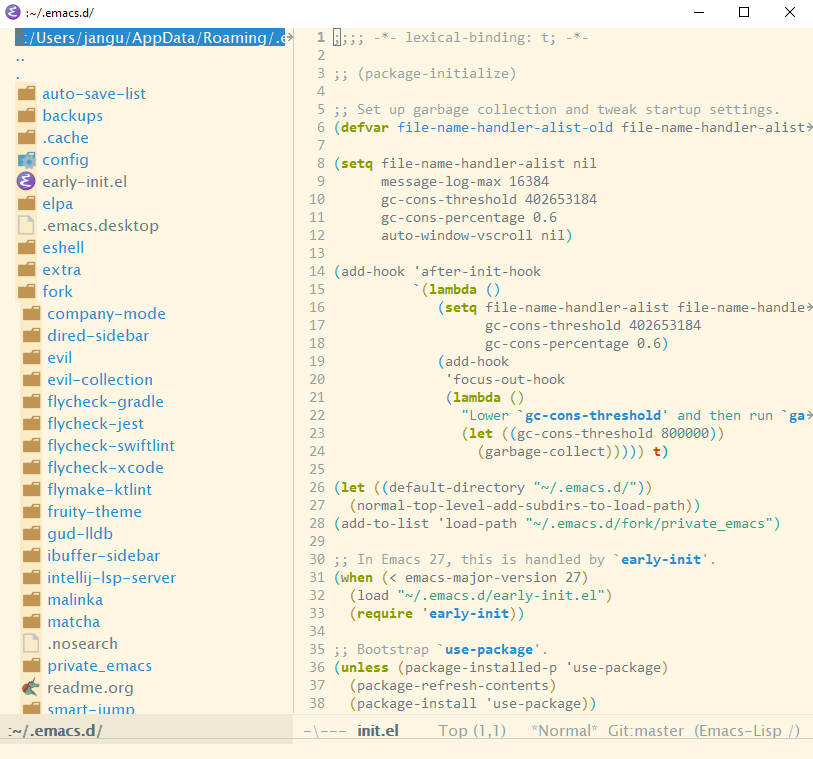 :~/.emacs.d/
:/Users/jangu/AppData/Roaming/.e
..
.
auto-save-list
backups
.cache
config
early-init.el
elpa
.emacs.desktop
eshell
extra
fork
company-mode
dired-sidebar
evil
evil-collection
flycheck-gradle
flycheck-jest
flycheck-swiftlint
flycheck-xcode
flymake-ktlint
fruity-theme
gud-lldb
ibuffer-sidebar
intellij-lsp-server
malinka
matcha
.nosearch
private_emacs
readme.org
smart-jump
:~/.emacs.d/
1 ;;;; -*- lexical-binding: t; -*-
2
3 ;; (package-initialize)
4
5 ;; Set up garbage collection and tweak startup settings.
6 (defvar file-name-handler-alist-old file-name-handler-alist
7
8 (setq file-name-handler-alist nil
9 message-log-max 16384
10 gc-cons-threshold 402653184
11 gc-cons-percentage 0.6
12 auto-window-vscroll nil)
13
14 (add-hook 'after-init-hook
15 `(lambda ()
16 (setq file-name-handler-alist file-name-handle
17 gc-cons-threshold 402653184
18 gc-cons-percentage 0.6)
19 (add-hook
20 'focus-out-hook
21 (lambda ()
22 "Lower `gc-cons-threshold' and then run `ga
23 (let ((gc-cons-threshold 800000))
24 (garbage-collect))))) t)
25
26 (let ((default-directory "~/.emacs.d/"))
27 (normal-top-level-add-subdirs-to-load-path))
28 (add-to-list 'load-path "~/.emacs.d/fork/private_emacs")
29
30 ;; In Emacs 27, this is handled by `early-init'.
31 (when (< emacs-major-version 27)
32 (load "~/.emacs.d/early-init.el")
33 (require 'early-init))
34
35 ;; Bootstrap `use-package'.
36 (unless (package-installed-p 'use-package)
37 (package-refresh-contents)
38 (package-install 'use-package))
-\--- init.el Top (1,1) *Normal* Git:master (Emacs-Lisp /)